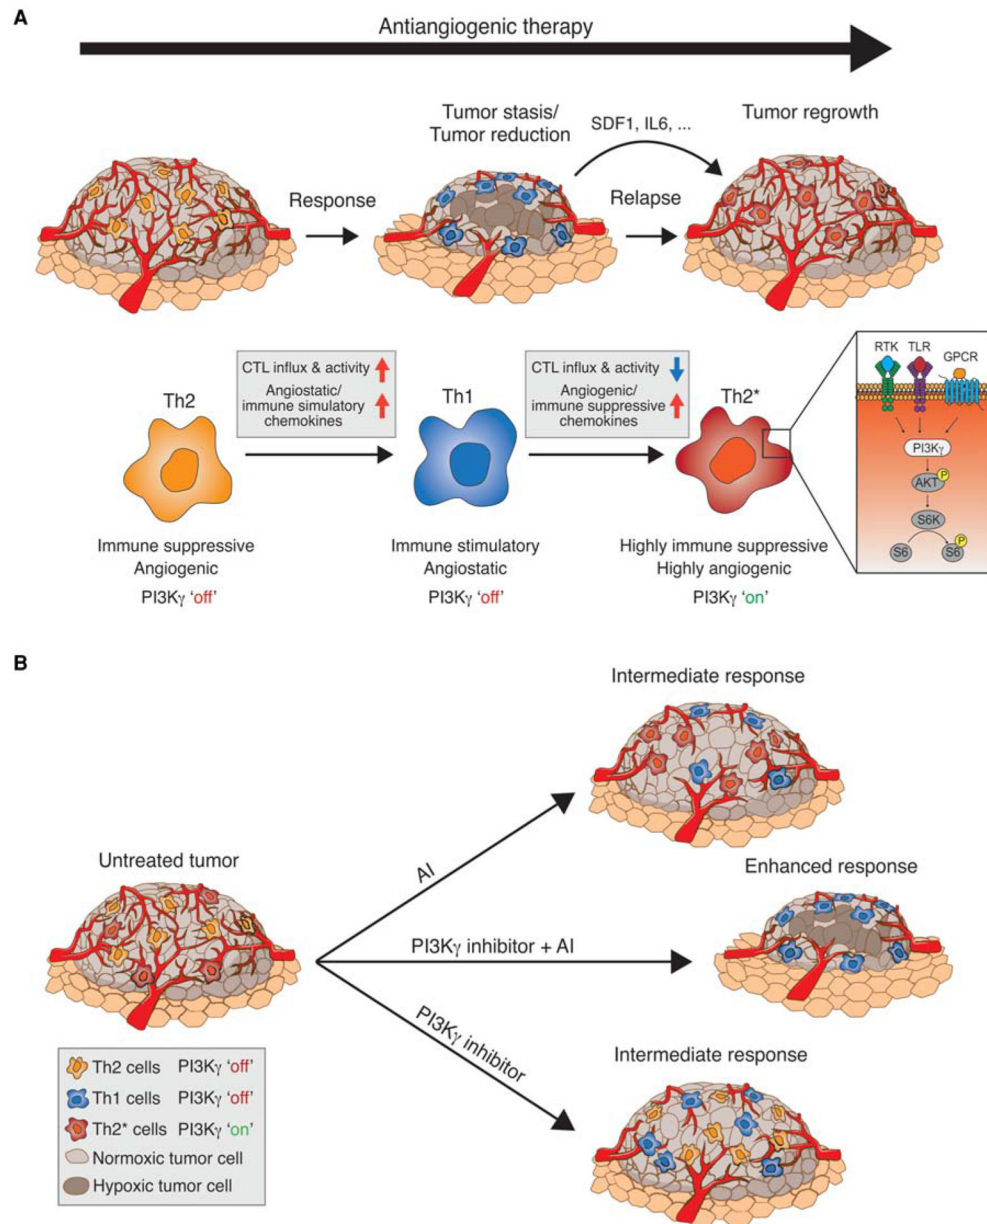 A
Antiangiogenic therapy
Tumor stasis/
Tumor reduction
SDF1, IL6, ...
Tumor regrowth
Response
Relapse
CTL influx & activity
Angiostatic/
immune simulatory
chemokines
CTL influx & activity
Angiogenic/
immune suppressive
chemokines
Th2
Th1
Th2*
RTK
TLR
GPCR
PI3Kγ
AKT
P
S6K
S6
S6
P
Immune suppressive
Angiogenic
PI3Kγ 'off'
Immune stimulatory
Angiostatic
PI3Kγ 'off'
Highly immune suppressive
Highly angiogenic
PI3Kγ 'on'
B
Intermediate response
Untreated tumor
AI
Enhanced response
PI3Kγ inhibitor + AI
PI3Kγ inhibitor
Intermediate response
Th2 cells PI3Kγ 'off'
Th1 cells PI3Kγ 'off'
Th2* cells PI3Kγ 'on'
Normoxic tumor cell
Hypoxic tumor cell